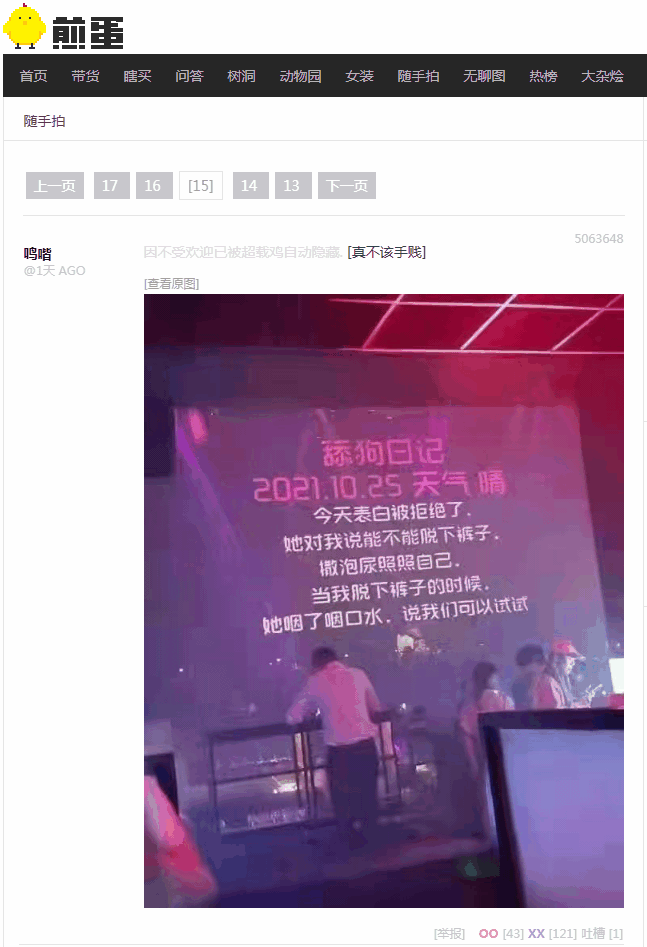 煎蛋
首页 带货 瞎买 问答 树洞 动物园 女装 随手拍 无聊图 热榜 大杂烩
随手拍
上一页 17 16 [15] 14 13 下一页
5063648
鸣喈 因不受欢迎已被超载鸡自动隐藏. [真不该手贱]
@1天 AGO
[查看原图]
舔狗日记
2021.10.25 天气 晴
今天表白被拒绝了.
她对我说能不能脱下裤子.
撒泡尿照照自己.
当我脱下裤子的时候.
她咽了咽口水. 说我们可以试试
[举报] OO [43] XX [121] 吐槽 [1]